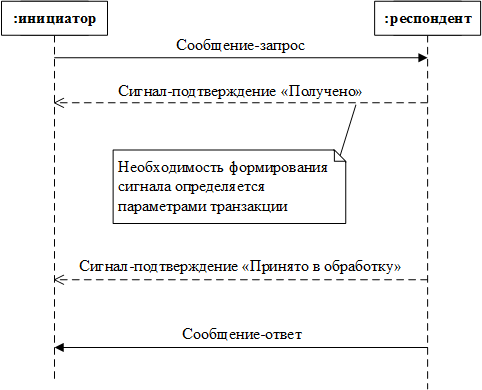 :инициатор
:респондент
Сообщение-запрос
Сигнал-подтверждение «Получено»
Необходимость формирования
сигнала определяется
параметрами транзакции
Сигнал-подтверждение «Принято в обработку»
Сообщение-ответ